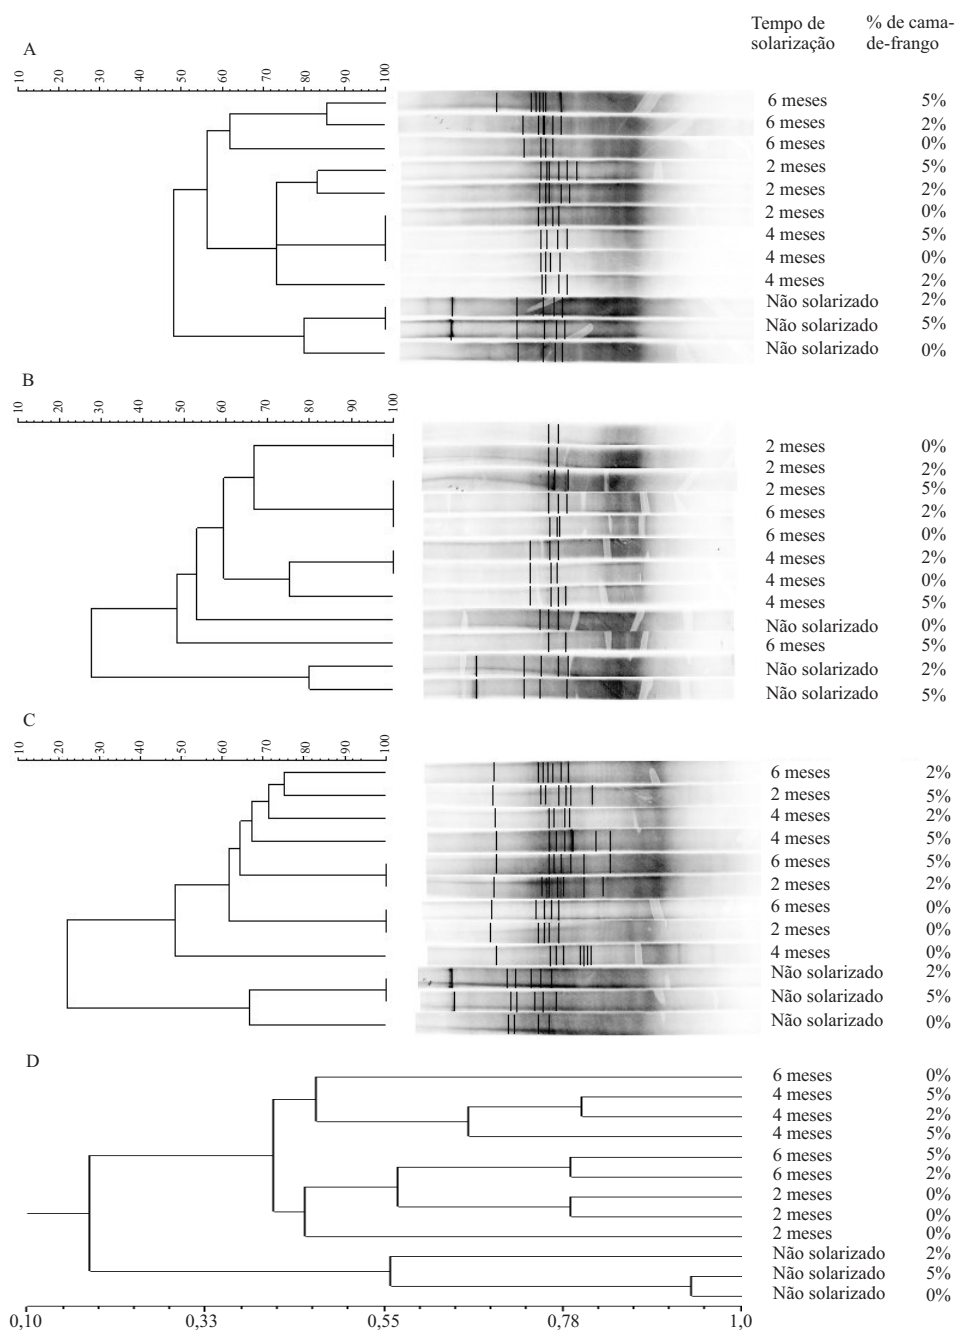 Tempo de solarização
% de cama-de-frango
A
10 20 30 40 50 60 70 80 90 100
6 meses 5%
6 meses 2%
6 meses 0%
2 meses 5%
2 meses 2%
2 meses 0%
4 meses 5%
4 meses 0%
4 meses 2%
Não solarizado 2%
Não solarizado 5%
Não solarizado 0%
B
10 20 30 40 50 60 70 80 90 100
2 meses 0%
2 meses 2%
2 meses 5%
6 meses 2%
6 meses 0%
4 meses 2%
4 meses 0%
4 meses 5%
Não solarizado 0%
6 meses 5%
Não solarizado 2%
Não solarizado 5%
C
10 20 30 40 50 60 70 80 90 100
6 meses 2%
2 meses 5%
4 meses 2%
4 meses 5%
6 meses 5%
2 meses 2%
6 meses 0%
2 meses 0%
4 meses 0%
Não solarizado 2%
Não solarizado 5%
Não solarizado 0%
D
6 meses 0%
4 meses 5%
4 meses 2%
4 meses 5%
6 meses 5%
6 meses 2%
2 meses 0%
2 meses 0%
2 meses 0%
Não solarizado 2%
Não solarizado 5%
Não solarizado 0%
0,10 0,33 0,55 0,78 1,0